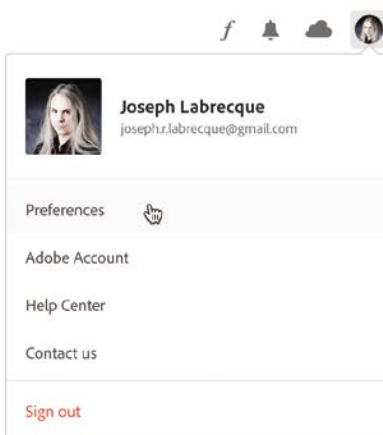 f
Joseph Labrecque
joseph.r.labrecque@gmail.com
Preferences
Adobe Account
Help Center
Contact us
Sign out